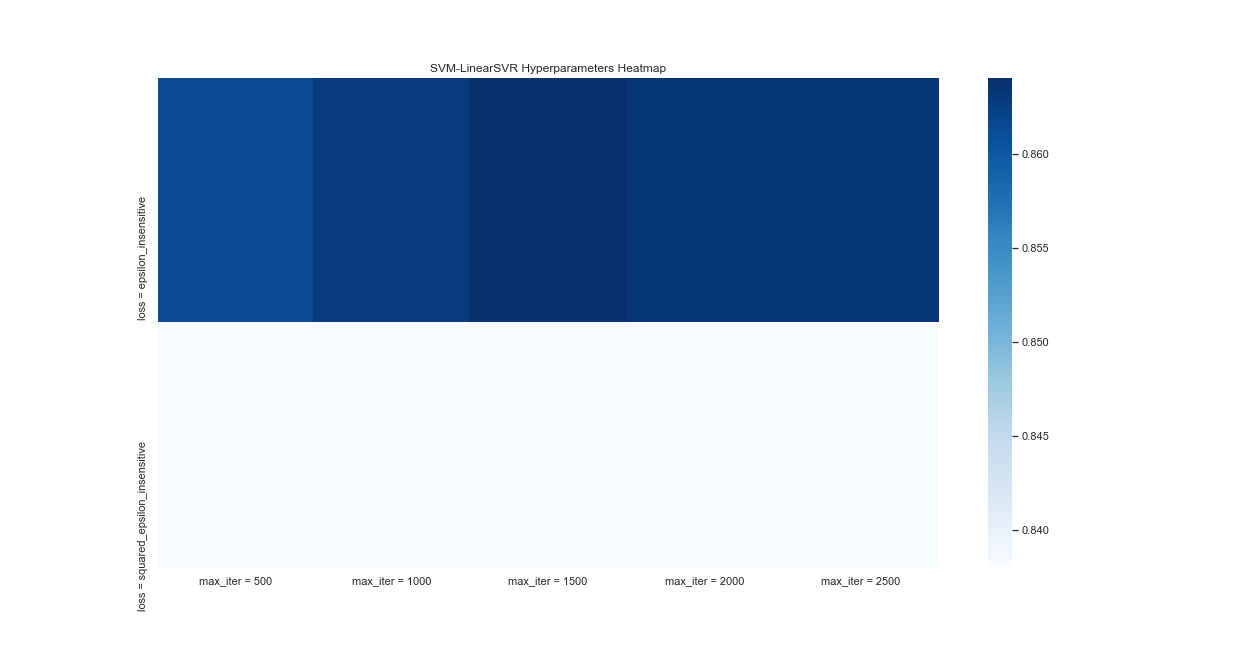 SVM-LinearSVR Hyperparameters Heatmap
loss = epsilon_insensitive
loss = squared_epsilon_insensitive
max_iter = 500
max_iter = 1000
max_iter = 1500
max_iter = 2000
max_iter = 2500
0.860
0.855
0.850
0.845
0.840